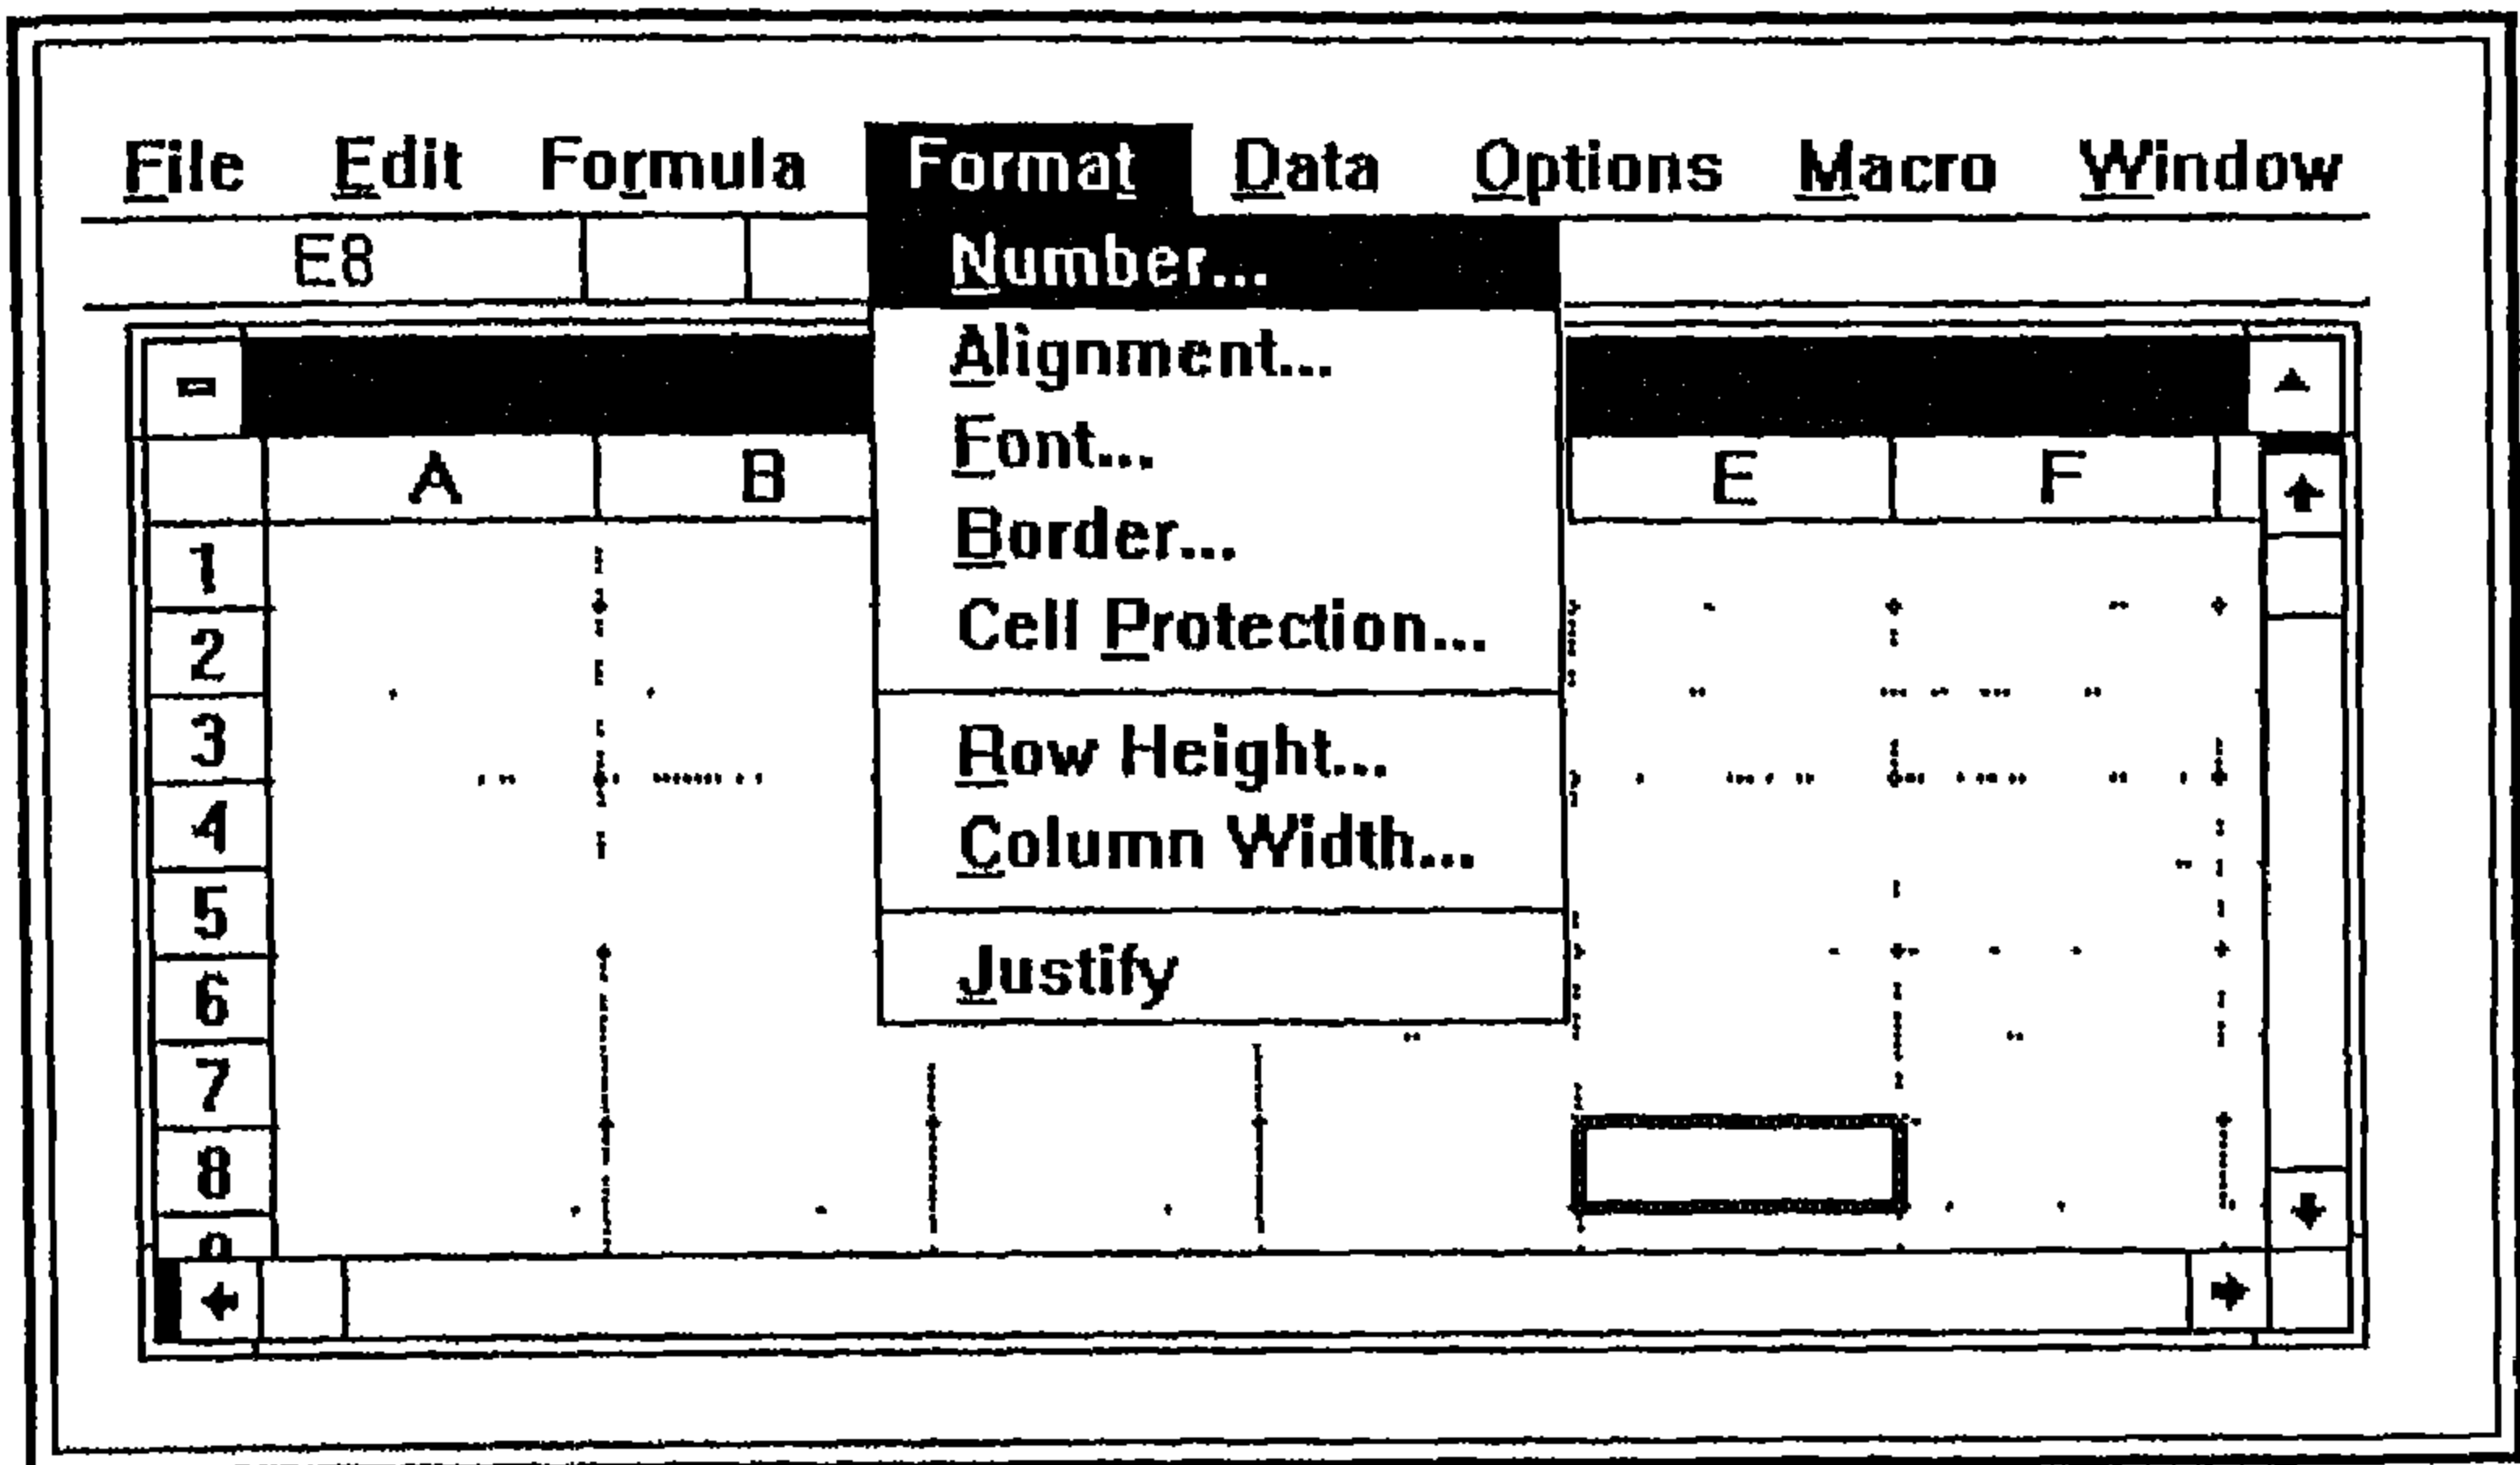 File Edit Formula Format Data Options Macro Window
E8
Number...
Alignment...
Font...
Border...
Cell Protection...
Row Height...
Column Width...
Justify
A B E F
1
2
3
4
5
6
7
8